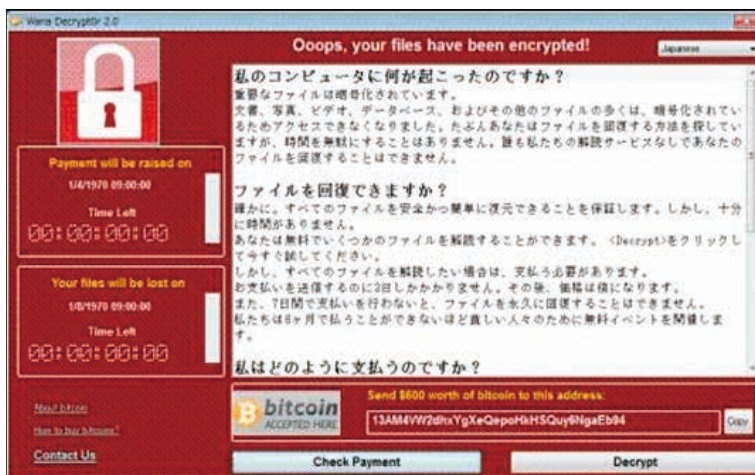 Wana Decrypt0r 2.0
Ooops, your files have been encrypted!
Japanese
私のコンピュータに何が起こったのですか?
重要なファイルは暗号化されています。
文書、写真、ビデオ、データベース、およびその他のファイルの多くは、暗号化されてい
るためアクセスできなくなりました。たぶんあなたはファイルを回復する方法を探してい
ますが、時間を無駄にすることはありません。誰も私たちの解読サービスなしであなたの
ファイルを回復することはできません。
ファイルを回復できますか?
確かに。すべてのファイルを安全かつ簡単に復元できることを保証します。しかし、十分
に時間がありません。
あなたは無料でいくつかのファイルを解読することができます。 <Decrypt>をクリックし
て今すぐ試してください。
しかし、すべてのファイルを解読したい場合は、支払う必要があります。
お支払いを送信するのに3日しかかかりません。その後、価格は倍になります。
また、7日間で支払いを行わないと、ファイルを永久に回復することはできません。
私たちは6ヶ月で払うことができないほど貧しい人々のために無料イベントを開催しま
す。
私はどのように支払うのですか?
Payment will be raised on
1/4/1970 09:00:00
Time Left
00:00:00:00
Your files will be lost on
1/8/1970 09:00:00
Time Left
00:00:00:00
About bitcoin
How to buy bitcoins?
Contact Us
bitcoin
ACCEPTED HERE
Send $600 worth of bitcoin to this address:
Copy
Check Payment
Decrypt